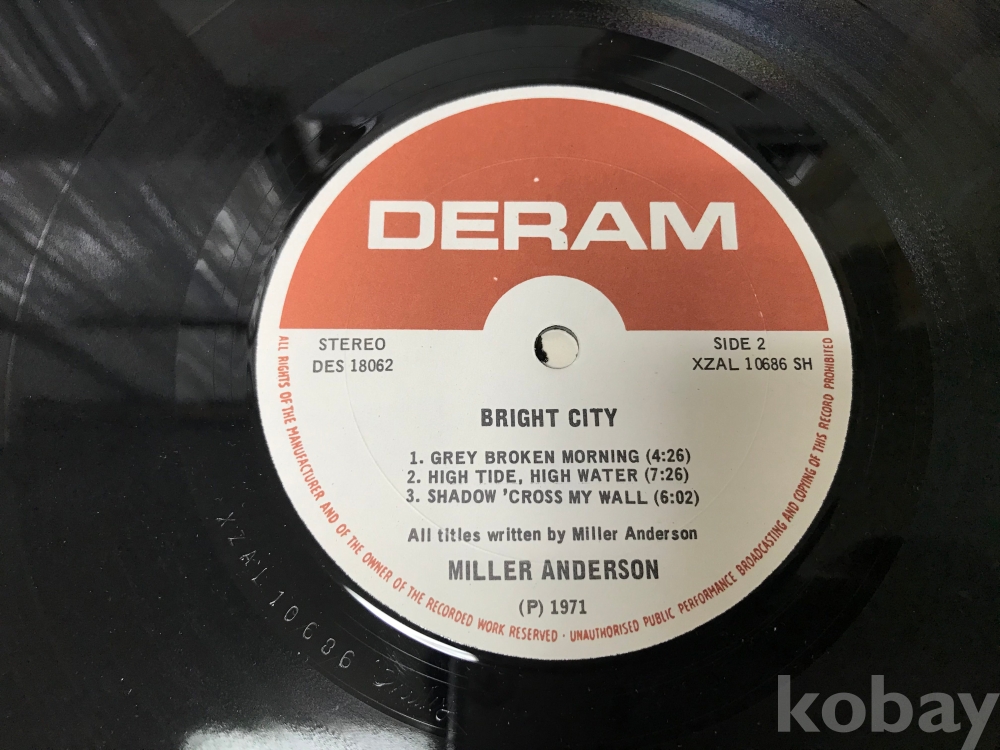 DERAM
STEREO
DES 18062
SIDE 2
XZAL 10686 SH
BRIGHT CITY
1. GREY BROKEN MORNING (4:26)
2. HIGH TIDE, HIGH WATER (7:26)
3. SHADOW 'CROSS MY WALL (6:02)
All titles written by Miller Anderson
MILLER ANDERSON
(P) 1971
ALL RIGHTS OF THE MANUFACTURER AND OF THE OWNER OF THE RECORDED WORK RESERVED · UNAUTHORISED PUBLIC PERFORMANCE BROADCASTING AND COPYING OF THIS RECORD PROHIBITED
XZAL 10686
kobay